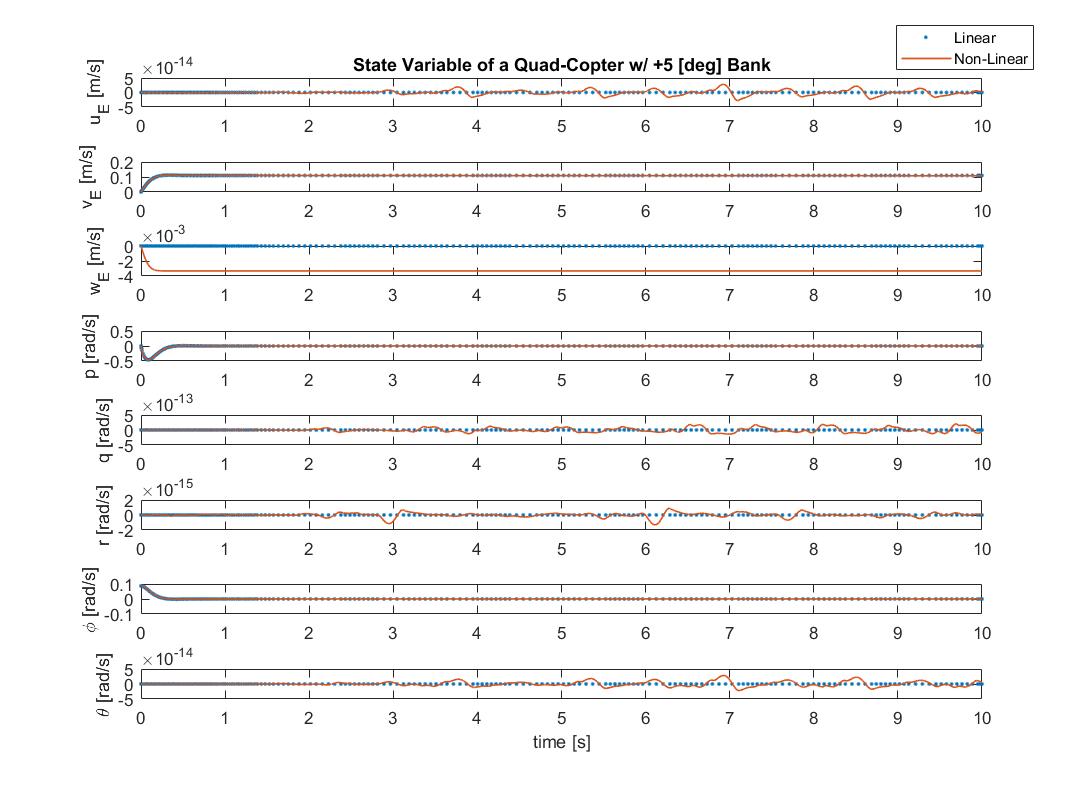 Linear
Non-Linear
State Variable of a Quad-Copter w/ +5 [deg] Bank
×10⁻¹⁴
u_E [m/s]
5
0
-5
0 1 2 3 4 5 6 7 8 9 10
v_E [m/s]
0.2
0.1
0
0 1 2 3 4 5 6 7 8 9 10
×10⁻³
w_E [m/s]
0
-2
-4
0 1 2 3 4 5 6 7 8 9 10
p [rad/s]
0.5
0
-0.5
0 1 2 3 4 5 6 7 8 9 10
×10⁻¹³
q [rad/s]
5
0
-5
0 1 2 3 4 5 6 7 8 9 10
×10⁻¹⁵
r [rad/s]
2
0
-2
0 1 2 3 4 5 6 7 8 9 10
ϕ [rad/s]
0.1
0
-0.1
0 1 2 3 4 5 6 7 8 9 10
×10⁻¹⁴
θ [rad/s]
5
0
-5
0 1 2 3 4 5 6 7 8 9 10
time [s]